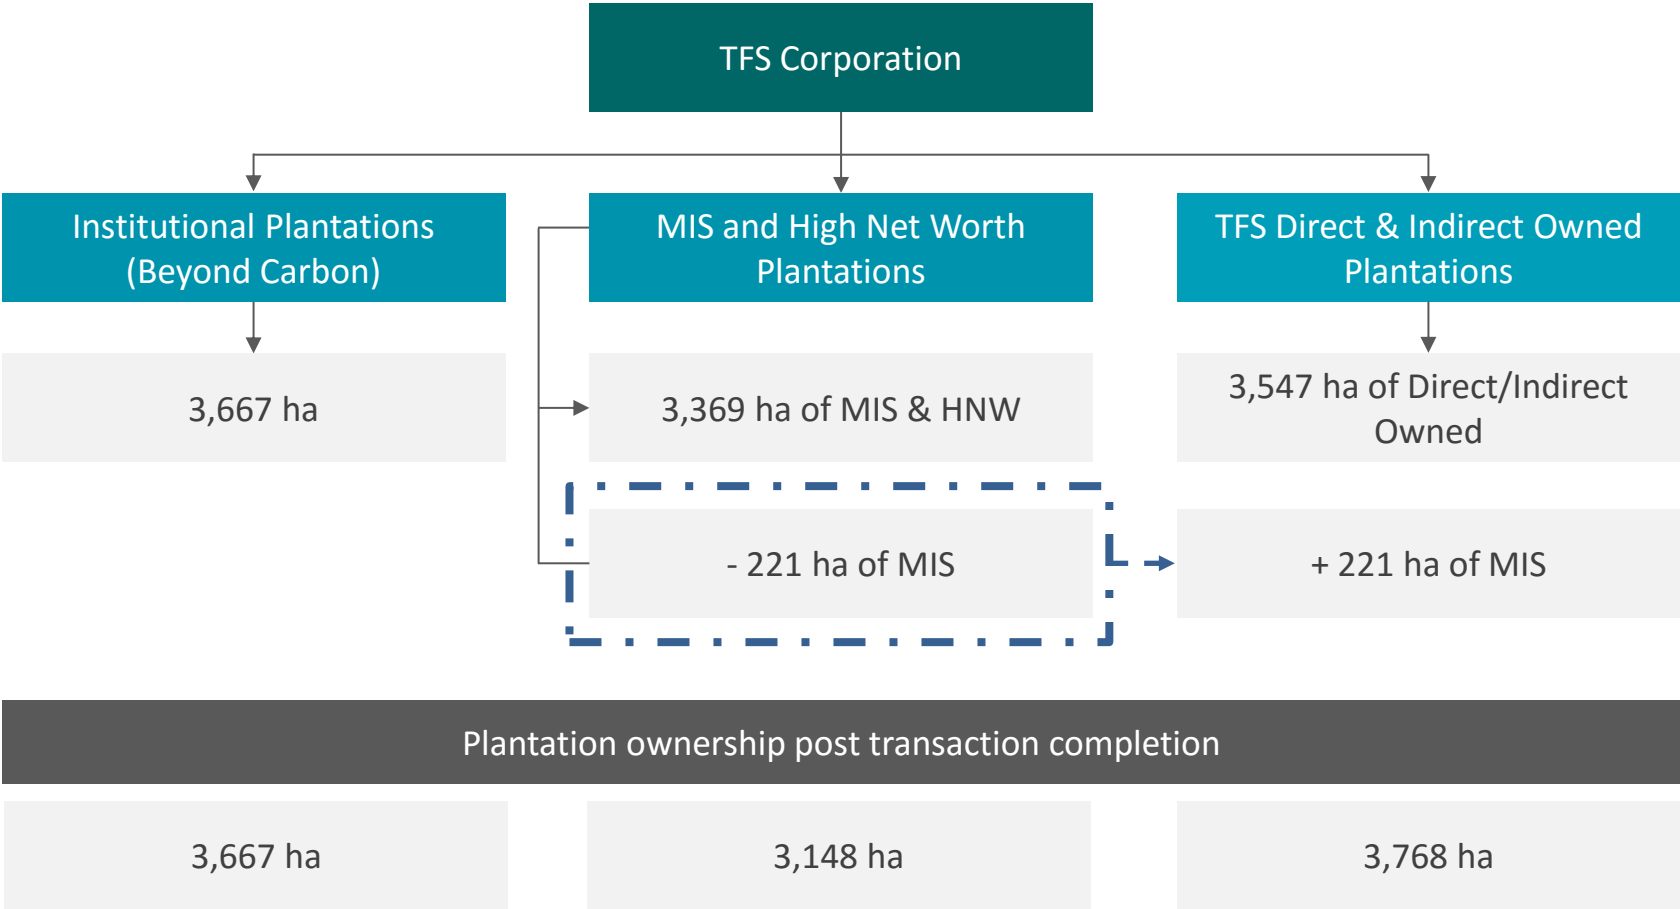 TFS Corporation
Institutional Plantations
(Beyond Carbon)
MIS and High Net Worth
Plantations
TFS Direct & Indirect Owned
Plantations
3,667 ha
3,369 ha of MIS & HNW
3,547 ha of Direct/Indirect
Owned
- 221 ha of MIS
+ 221 ha of MIS
Plantation ownership post transaction completion
3,667 ha
3,148 ha
3,768 ha